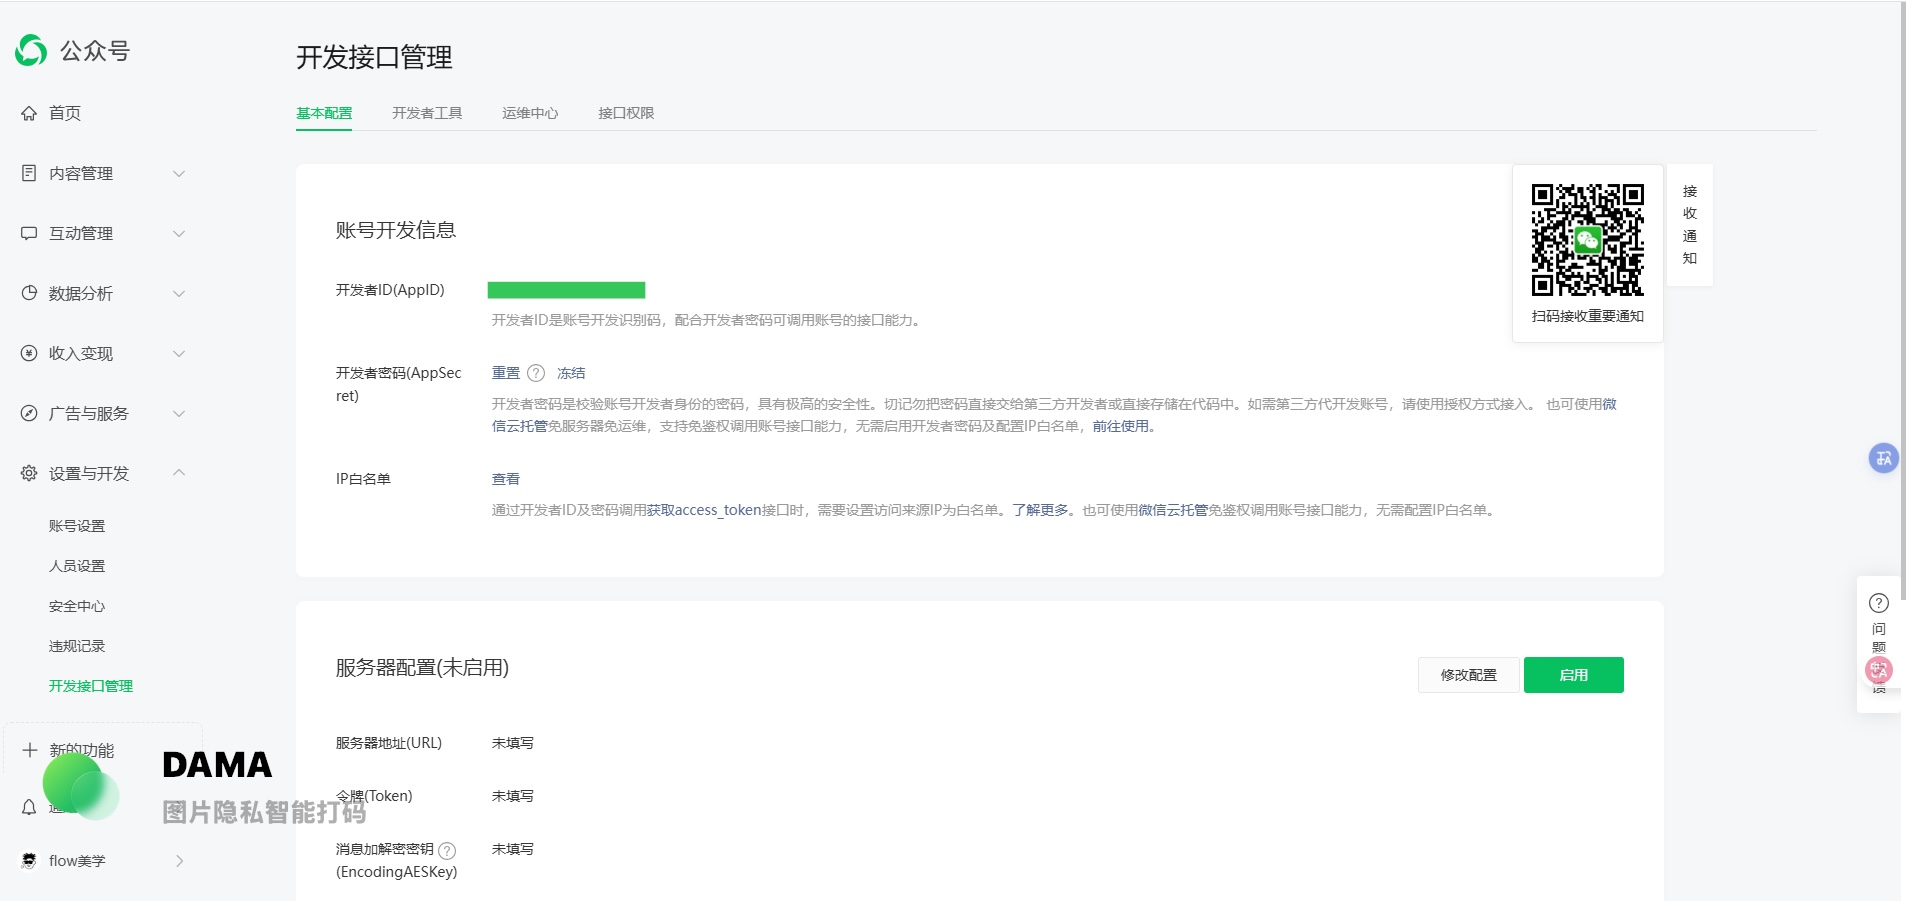 公众号
首页
内容管理
互动管理
数据分析
收入变现
广告与服务
设置与开发
账号设置
人员设置
安全中心
违规记录
开发接口管理
新的功能
flow美学
DAMA
图片隐私智能打码
开发接口管理
基本配置 开发者工具 运维中心 接口权限
账号开发信息
开发者ID(AppID)
开发者ID是账号开发识别码，配合开发者密码可调用账号的接口能力。
开发者密码(AppSec
ret)
重置 ? 冻结
开发者密码是校验账号开发者身份的密码，具有极高的安全性。切记勿把密码直接交给第三方开发者或直接存储在代码中。如需第三方代开发账号，请使用授权方式接入。 也可使用微
信云托管免服务器免运维，支持免鉴权调用账号接口能力，无需启用开发者密码及配置IP白名单，前往使用。
IP白名单 查看
通过开发者ID及密码调用获取access_token接口时，需要设置访问来源IP为白名单。了解更多。也可使用微信云托管免鉴权调用账号接口能力，无需配置IP白名单。
扫码接收重要通知
接
收
通
知
服务器配置(未启用)
修改配置 启用
服务器地址(URL) 未填写
令牌(Token) 未填写
消息加解密密钥 ? 未填写
(EncodingAESKey)
?
问
题